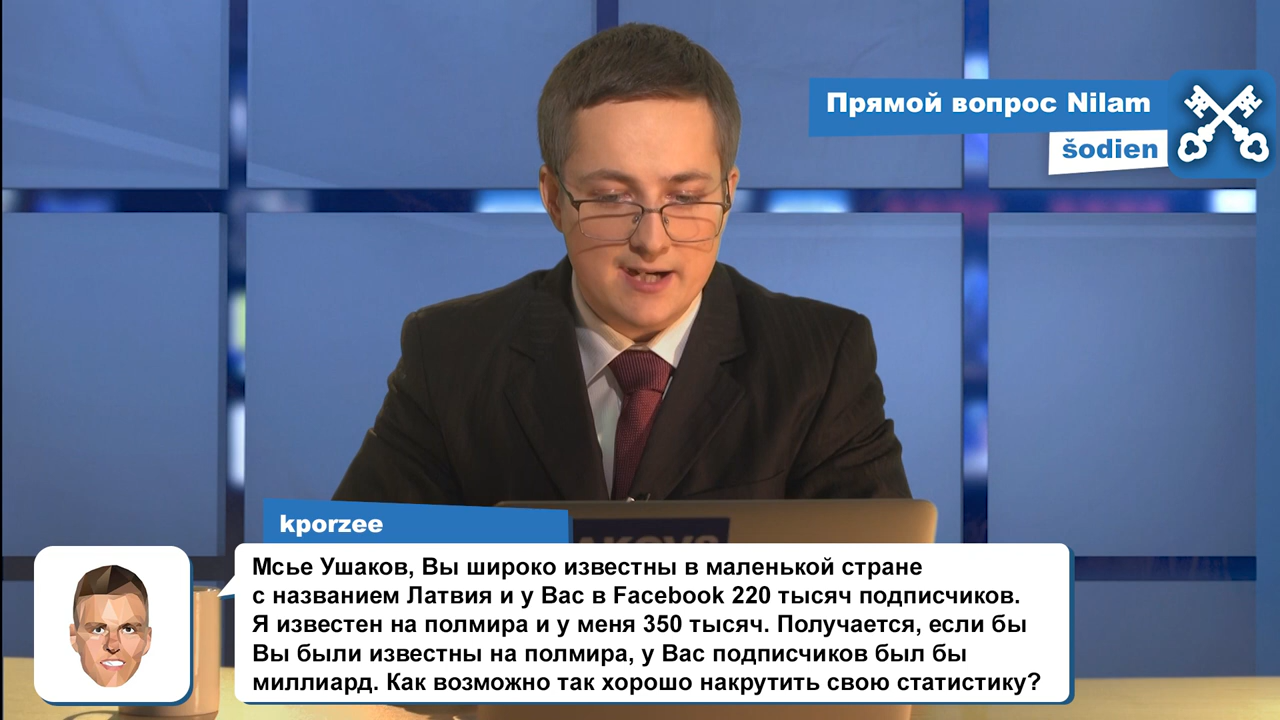 Прямой вопрос Nilam
šodien
kporzee
Мсье Ушаков, Вы широко известны в маленькой стране
с названием Латвия и у Вас в Facebook 220 тысяч подписчиков.
Я известен на полмира и у меня 350 тысяч. Получается, если бы
Вы были известны на полмира, у Вас подписчиков был бы
миллиард. Как возможно так хорошо накрутить свою статистику?